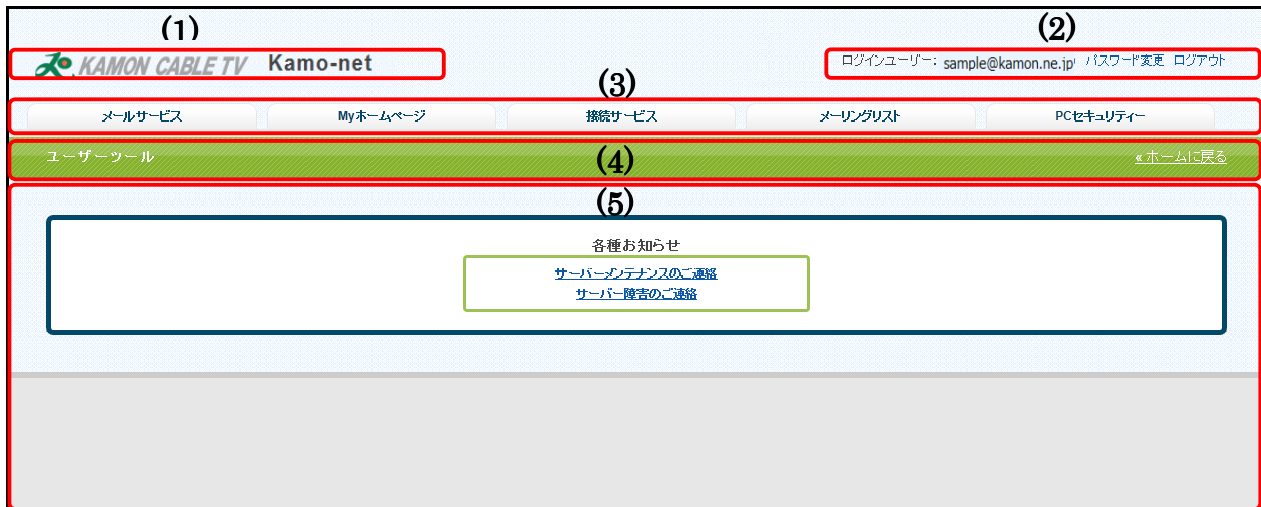 (1)
(2)
KAMON CABLE TV Kamo-net
ログインユーザー: sample@kamon.ne.jp パスワード変更 ログアウト
(3)
メールサービス Myホームページ 接続サービス メーリングリスト PCセキュリティー
ユーザーツール (4) «ホームに戻る
(5)
各種お知らせ
サーバーメンテナンスのご連絡
サーバー障害のご連絡